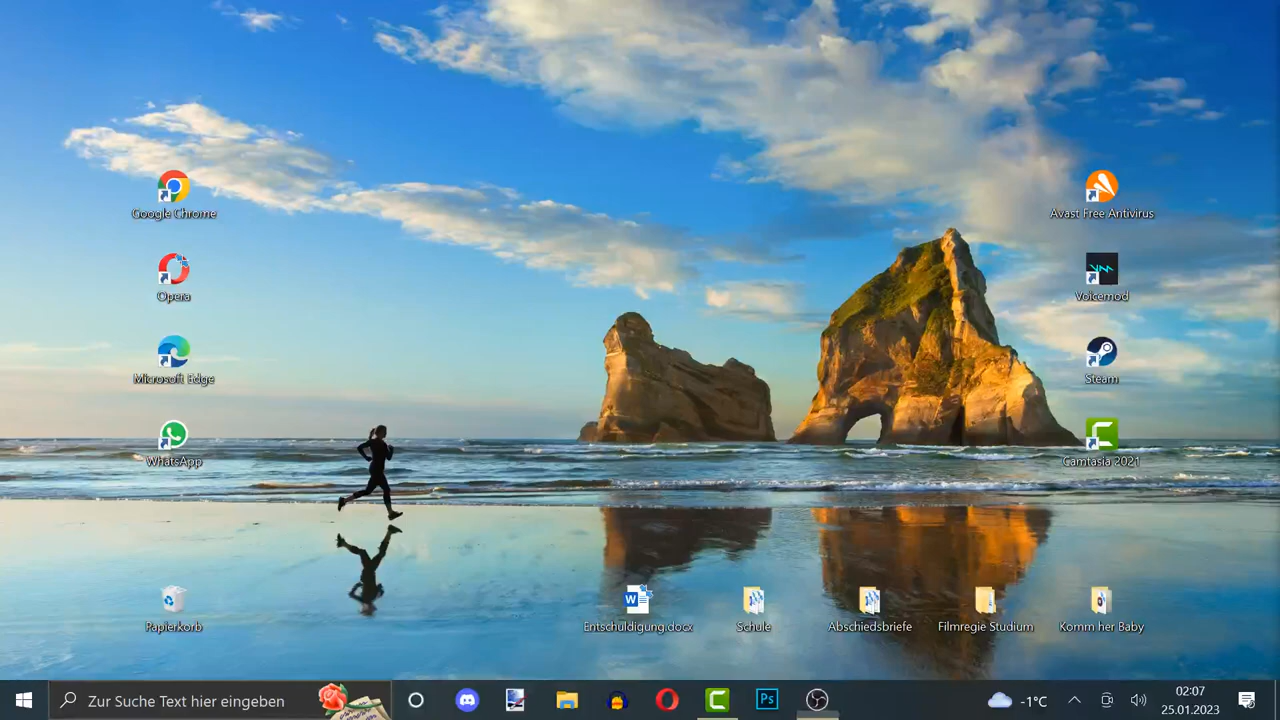 Google Chrome
Avast Free Antivirus
Opera
Voicemod
Microsoft Edge
Steam
WhatsApp
Camtasia 2021
Papierkorb
Entschuldigung.docx
Schule
Abschiedsbriefe
Filmregie Studium
Komm her Baby
Zur Suche Text hier eingeben
Ps
-1°C
02:07
25.01.2023